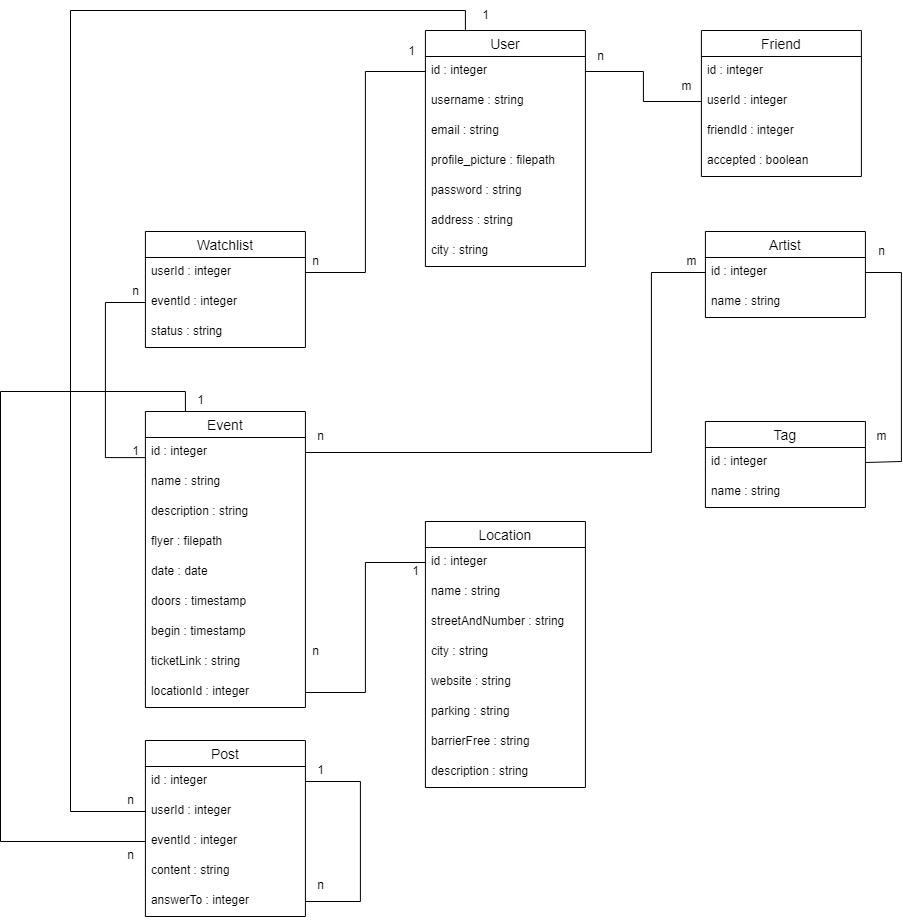 1
User
id : integer
username : string
email : string
profile_picture : filepath
password : string
address : string
city : string
1
n
m
Friend
id : integer
userId : integer
friendId : integer
accepted : boolean
Watchlist
userId : integer
eventId : integer
status : string
n
n
Artist
id : integer
name : string
m
n
1
Event
id : integer
name : string
description : string
flyer : filepath
date : date
doors : timestamp
begin : timestamp
ticketLink : string
locationId : integer
1
n
n
Tag
id : integer
name : string
m
Location
id : integer
name : string
streetAndNumber : string
city : string
website : string
parking : string
barrierFree : string
description : string
1
Post
id : integer
userId : integer
eventId : integer
content : string
answerTo : integer
1
n
n
n